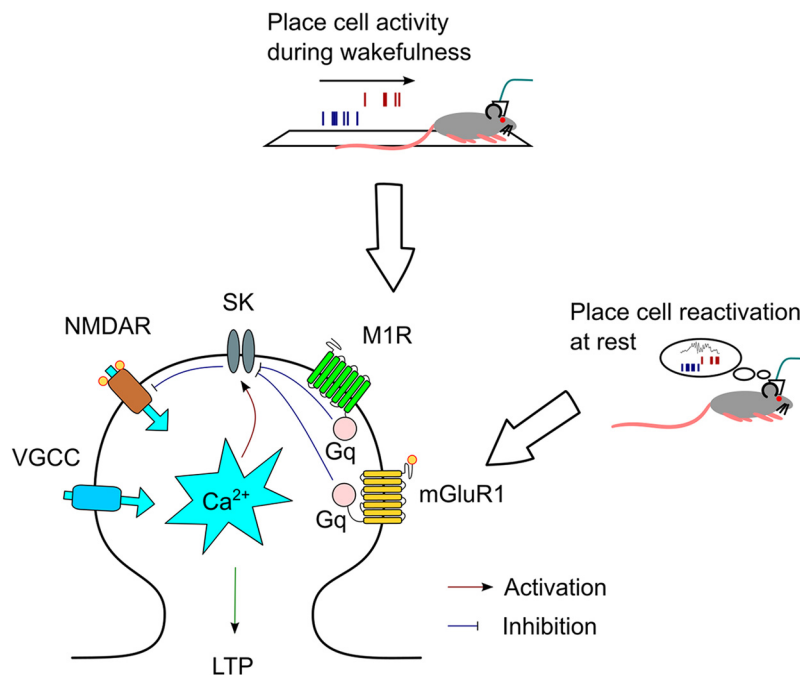 Place cell activity
during wakefulness
SK
NMDAR
M1R
Place cell reactivation
at rest
VGCC
Gq
Ca2+
mGluR1
Gq
Activation
Inhibition
LTP